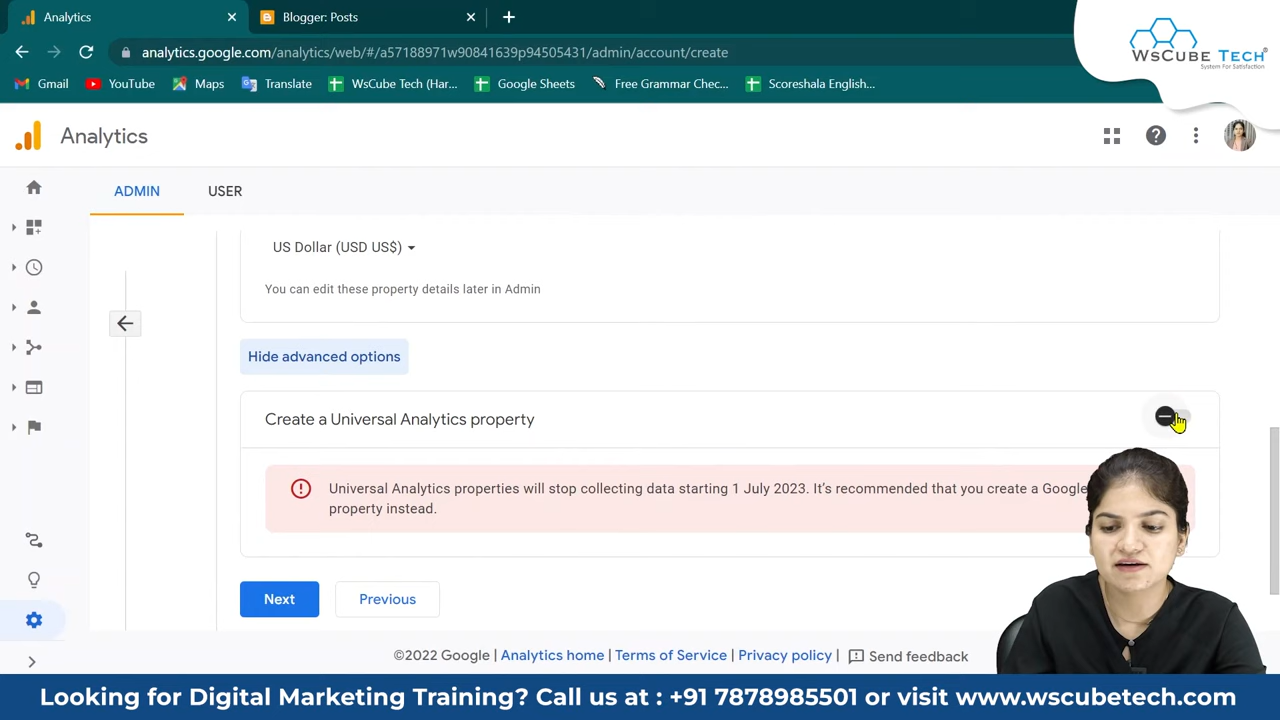 Analytics
Blogger: Posts
analytics.google.com/analytics/web/#/a57188971w90841639p94505431/admin/account/create
Gmail
YouTube
Maps
Translate
WsCube Tech (Har...
Google Sheets
Free Grammar Chec...
Scoreshala English...
WSCUBE TECH
System For Satisfaction
Analytics
ADMIN
USER
US Dollar (USD US$)
You can edit these property details later in Admin
Hide advanced options
Create a Universal Analytics property
Universal Analytics properties will stop collecting data starting 1 July 2023. It's recommended that you create a Google
property instead.
Next
Previous
©2022 Google | Analytics home | Terms of Service | Privacy policy | Send feedback
Looking for Digital Marketing Training? Call us at : +91 7878985501 or visit www.wscubetech.com